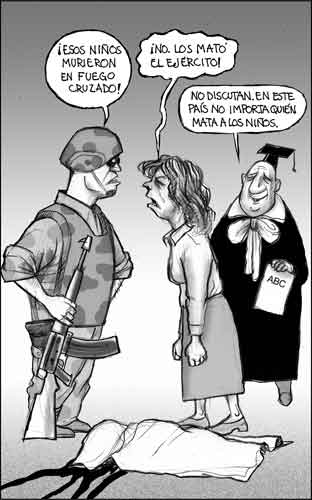 ¡ESOS NIÑOS
MURIERON
EN FUEGO
CRUZADO!
¡NO. LOS MATÓ
EL EJÉRCITO!
NO DISCUTAN. EN ESTE
PAÍS NO IMPORTA QUIÉN
MATA A LOS NIÑOS.
ABC